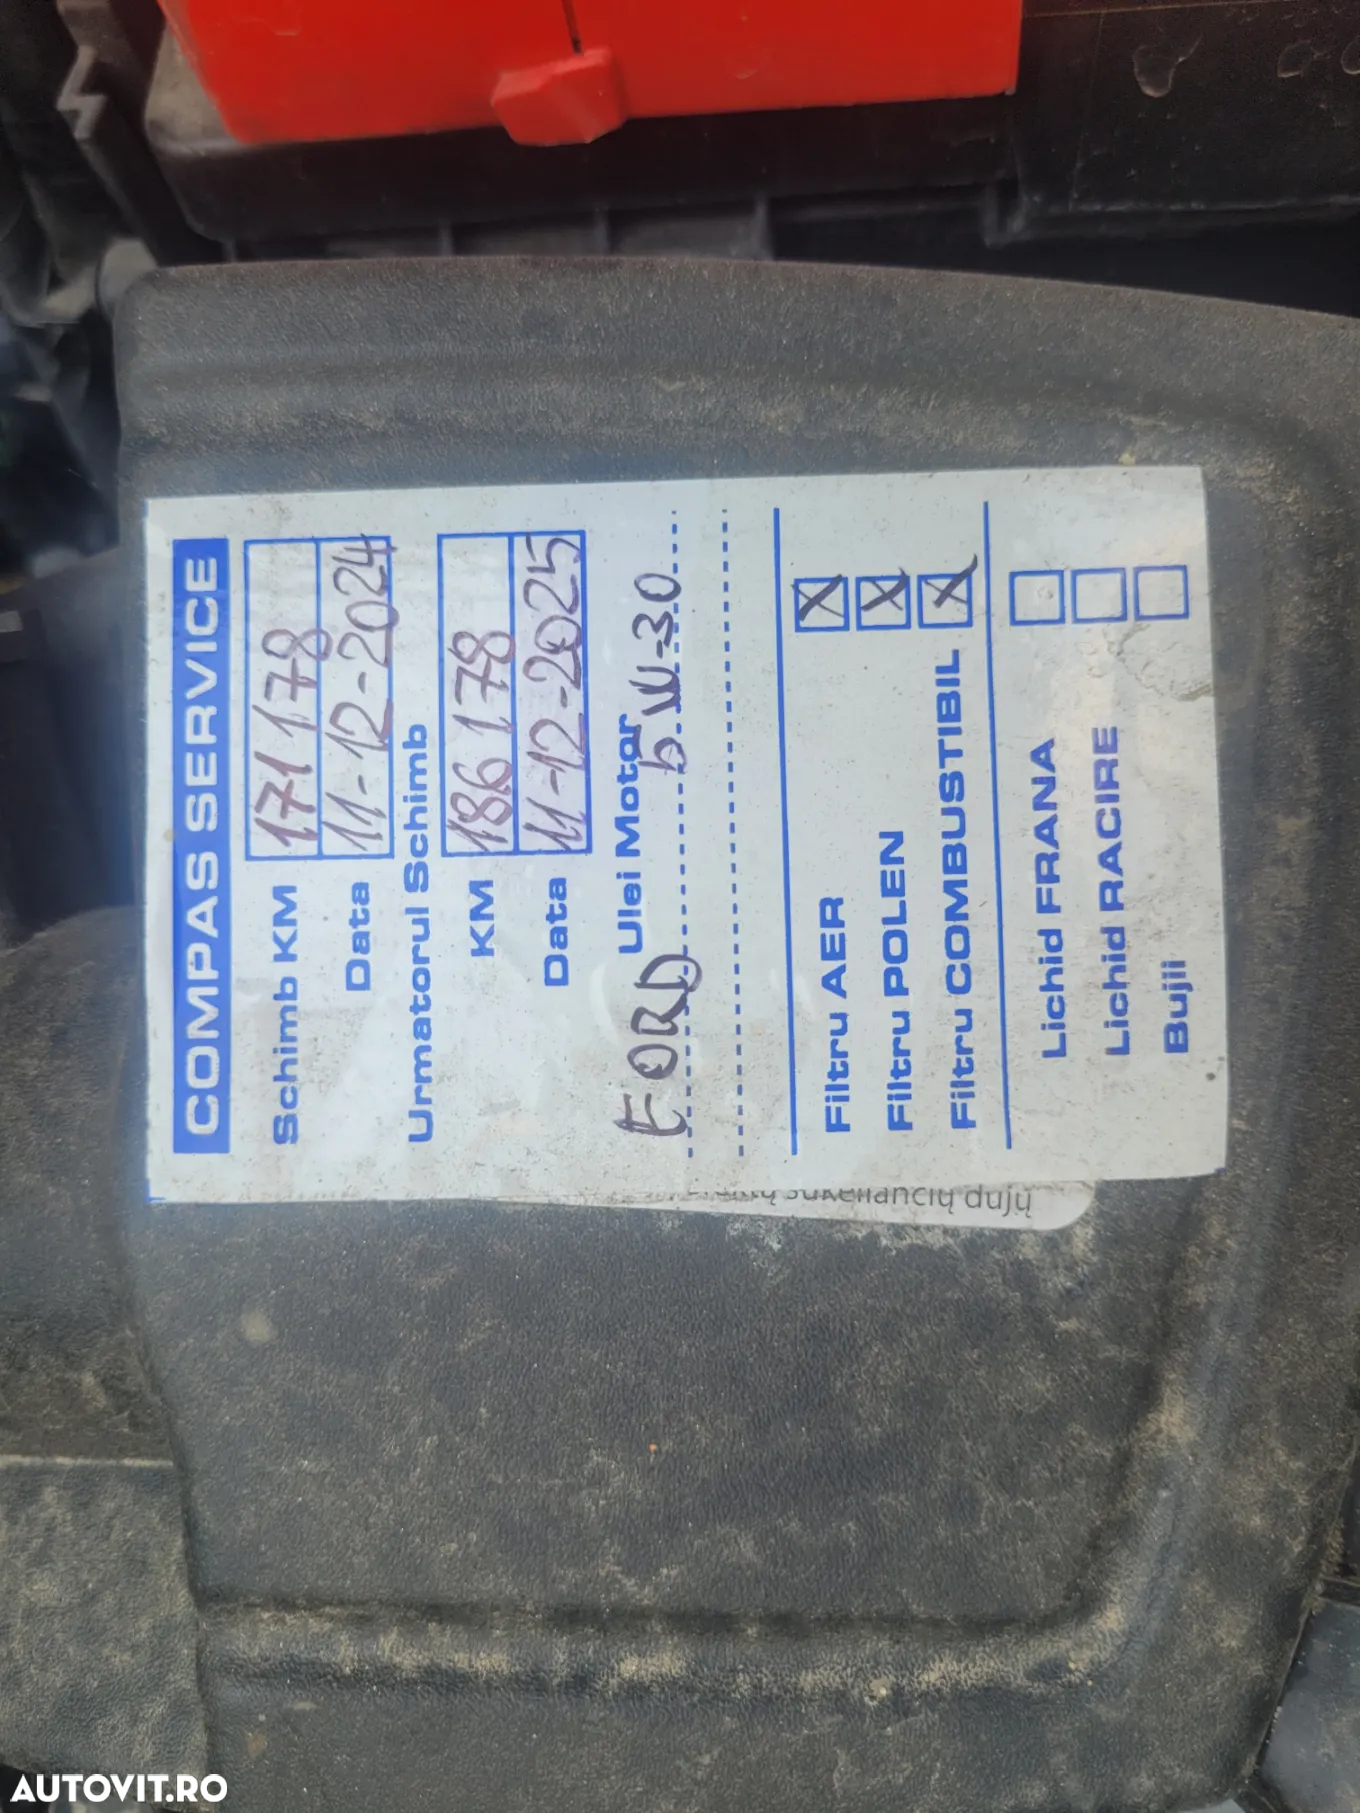 COMPAS SERVICE
Schimb KM 171178
Data 11-12-2024
Urmatorul Schimb
KM 186178
Data 11-12-2025
Ulei Motor
FORD 5W-30
Filtru AER X
Filtru POLEN X
Filtru COMBUSTIBIL X
Lichid FRANA
Lichid RACIRE
Bujii
dujų
AUTOVIT.RO